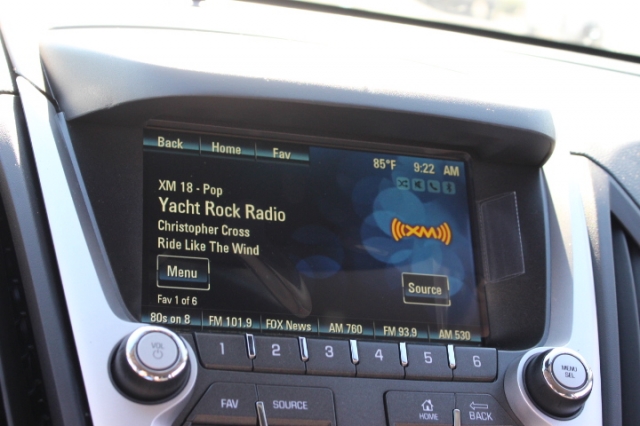 Back Home Fav
85°F 9:22 AM
XM 18 - Pop
Yacht Rock Radio
Christopher Cross
Ride Like The Wind
((XM))
Menu
Source
Fav 1 of 6
80s on 8 FM 101.9 FOX News AM 760 FM 93.9 AM 530
1 2 3 4 5 6
VOL
MENU
SEL
FAV SOURCE HOME BACK